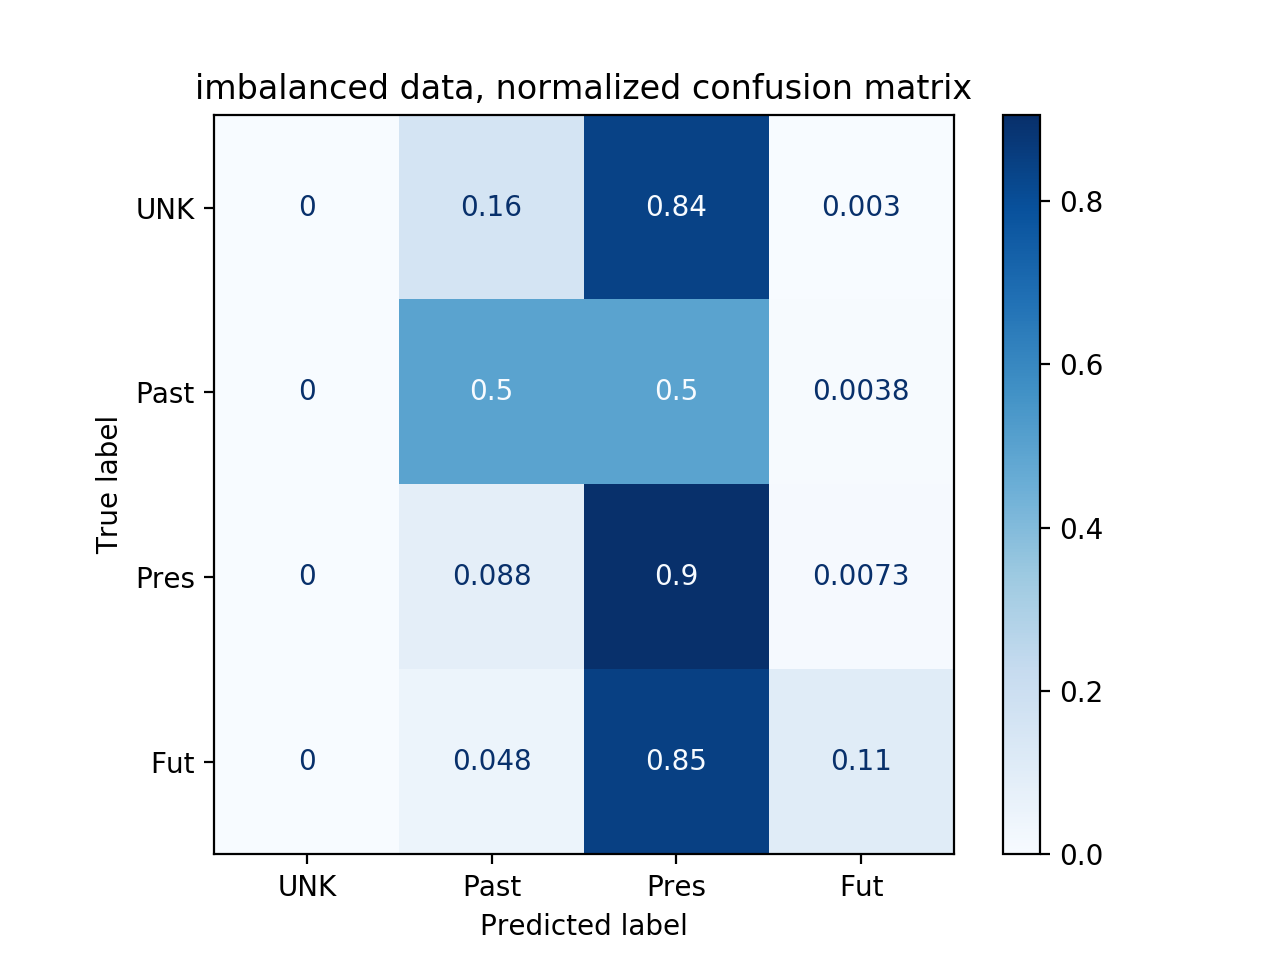 imbalanced data, normalized confusion matrix
UNK 0 0.16 0.84 0.003
Past 0 0.5 0.5 0.0038
Pres 0 0.088 0.9 0.0073
Fut 0 0.048 0.85 0.11
UNK Past Pres Fut
Predicted label
True label
0.8
0.6
0.4
0.2
0.0